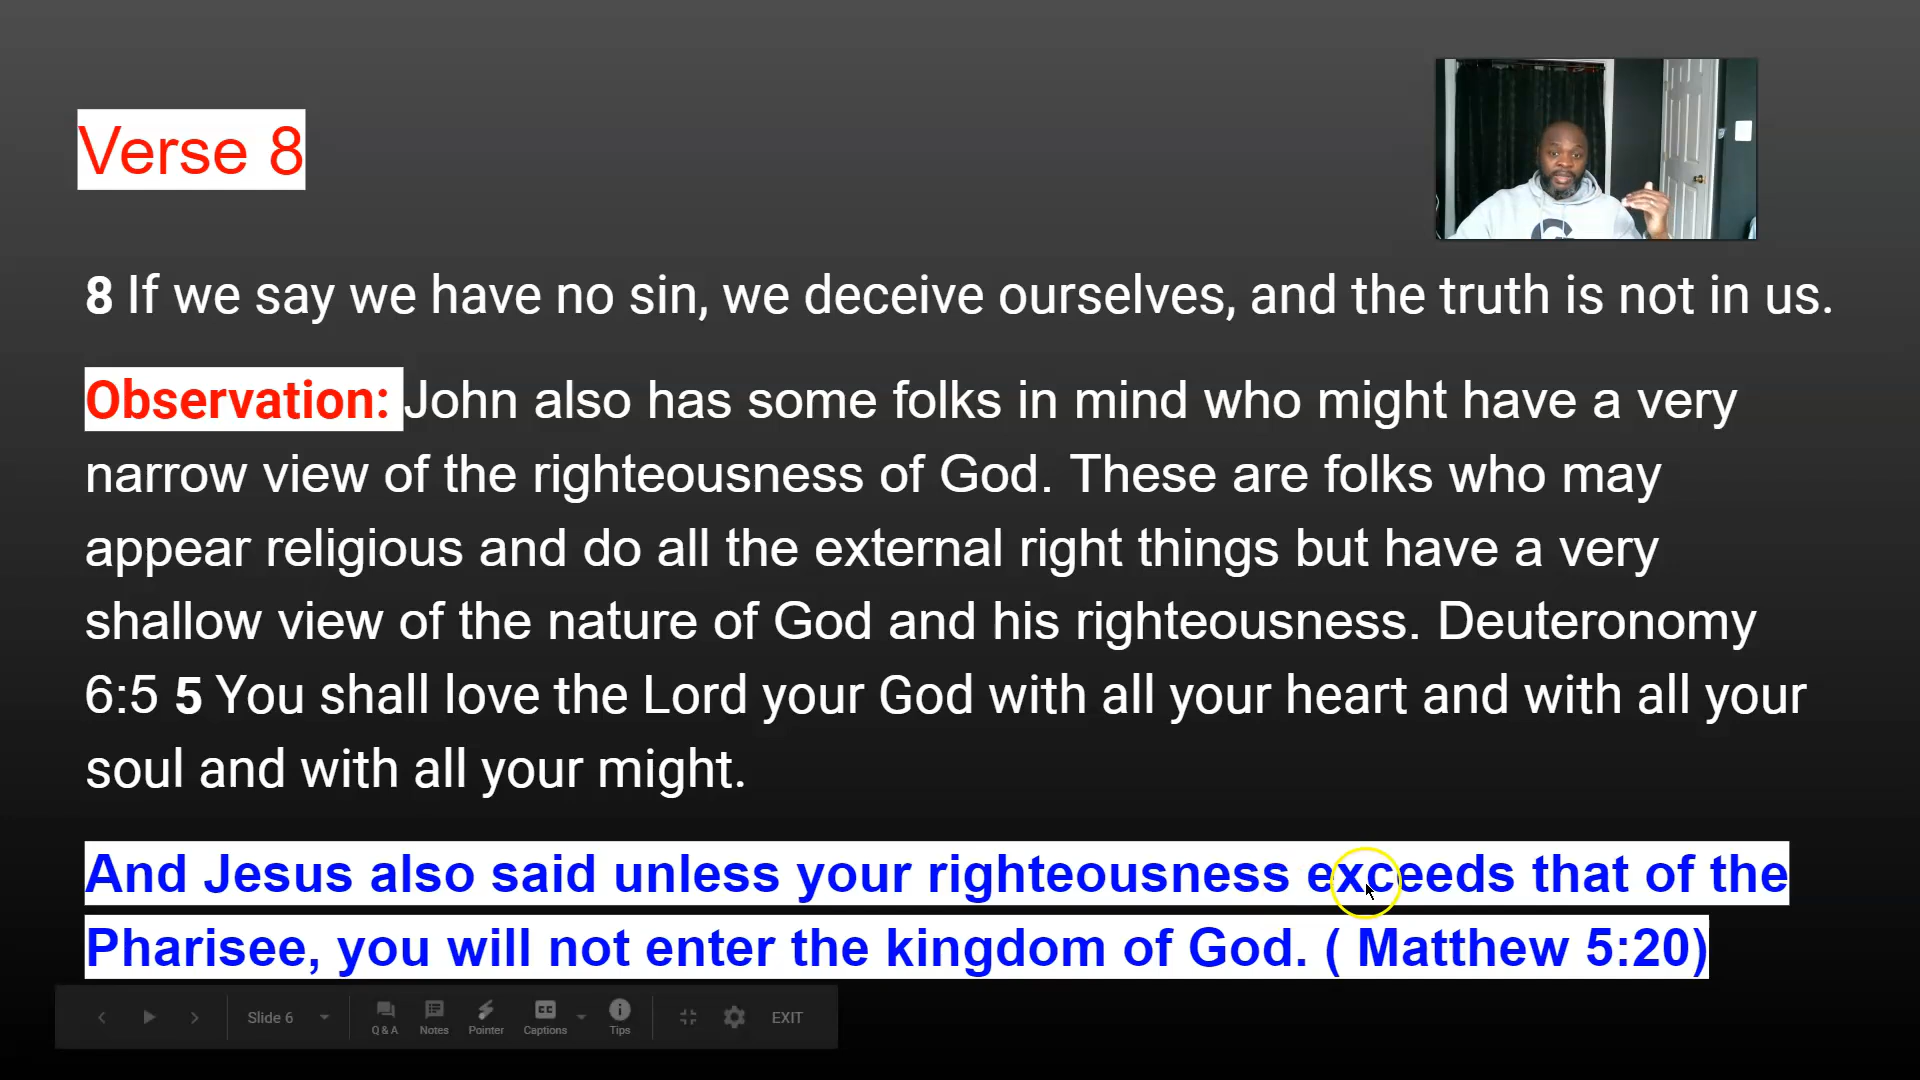 Verse 8
8 If we say we have no sin, we deceive ourselves, and the truth is not in us.
Observation: John also has some folks in mind who might have a very
narrow view of the righteousness of God. These are folks who may
appear religious and do all the external right things but have a very
shallow view of the nature of God and his righteousness. Deuteronomy
6:5 5 You shall love the Lord your God with all your heart and with all your
soul and with all your might.
And Jesus also said unless your righteousness exceeds that of the
Pharisee, you will not enter the kingdom of God. ( Matthew 5:20)
Slide 6 Q & A Notes Pointer CC Captions Tips EXIT